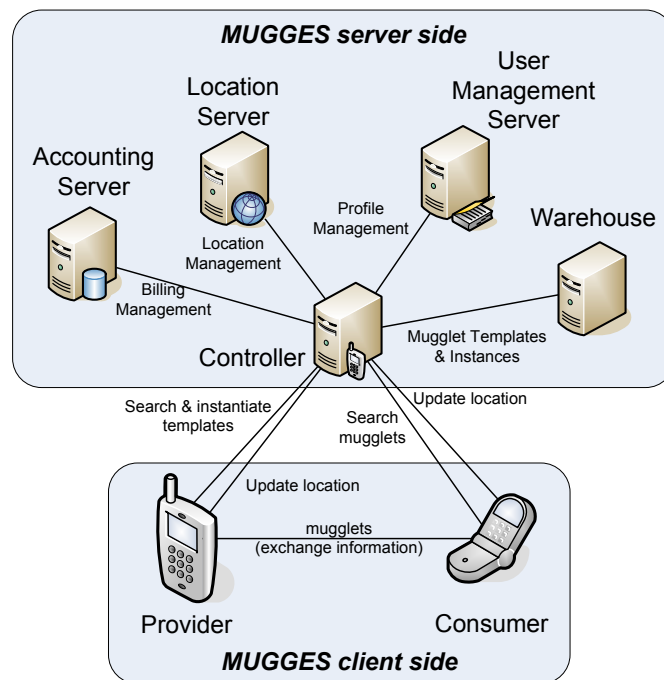 MUGGES server side
Location
Server
User
Management
Server
Accounting
Server
Warehouse
Profile
Management
Location
Management
Billing
Management
Controller
Mugglet Templates
& Instances
Search & instantiate
templates
Update location
Search
mugglets
Update location
mugglets
(exchange information)
Provider
Consumer
MUGGES client side